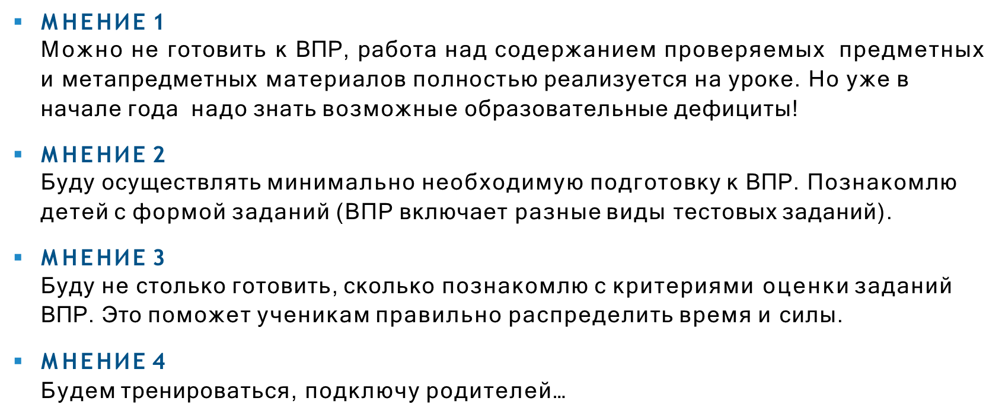 ▪ МНЕНИЕ 1
Можно не готовить к ВПР, работа над содержанием проверяемых предметных
и метапредметных материалов полностью реализуется на уроке. Но уже в
начале года надо знать возможные образовательные дефициты!
▪ МНЕНИЕ 2
Буду осуществлять минимально необходимую подготовку к ВПР. Познакомлю
детей с формой заданий (ВПР включает разные виды тестовых заданий).
▪ МНЕНИЕ 3
Буду не столько готовить, сколько познакомлю с критериями оценки заданий
ВПР. Это поможет ученикам правильно распределить время и силы.
▪ МНЕНИЕ 4
Будем тренироваться, подключу родителей…